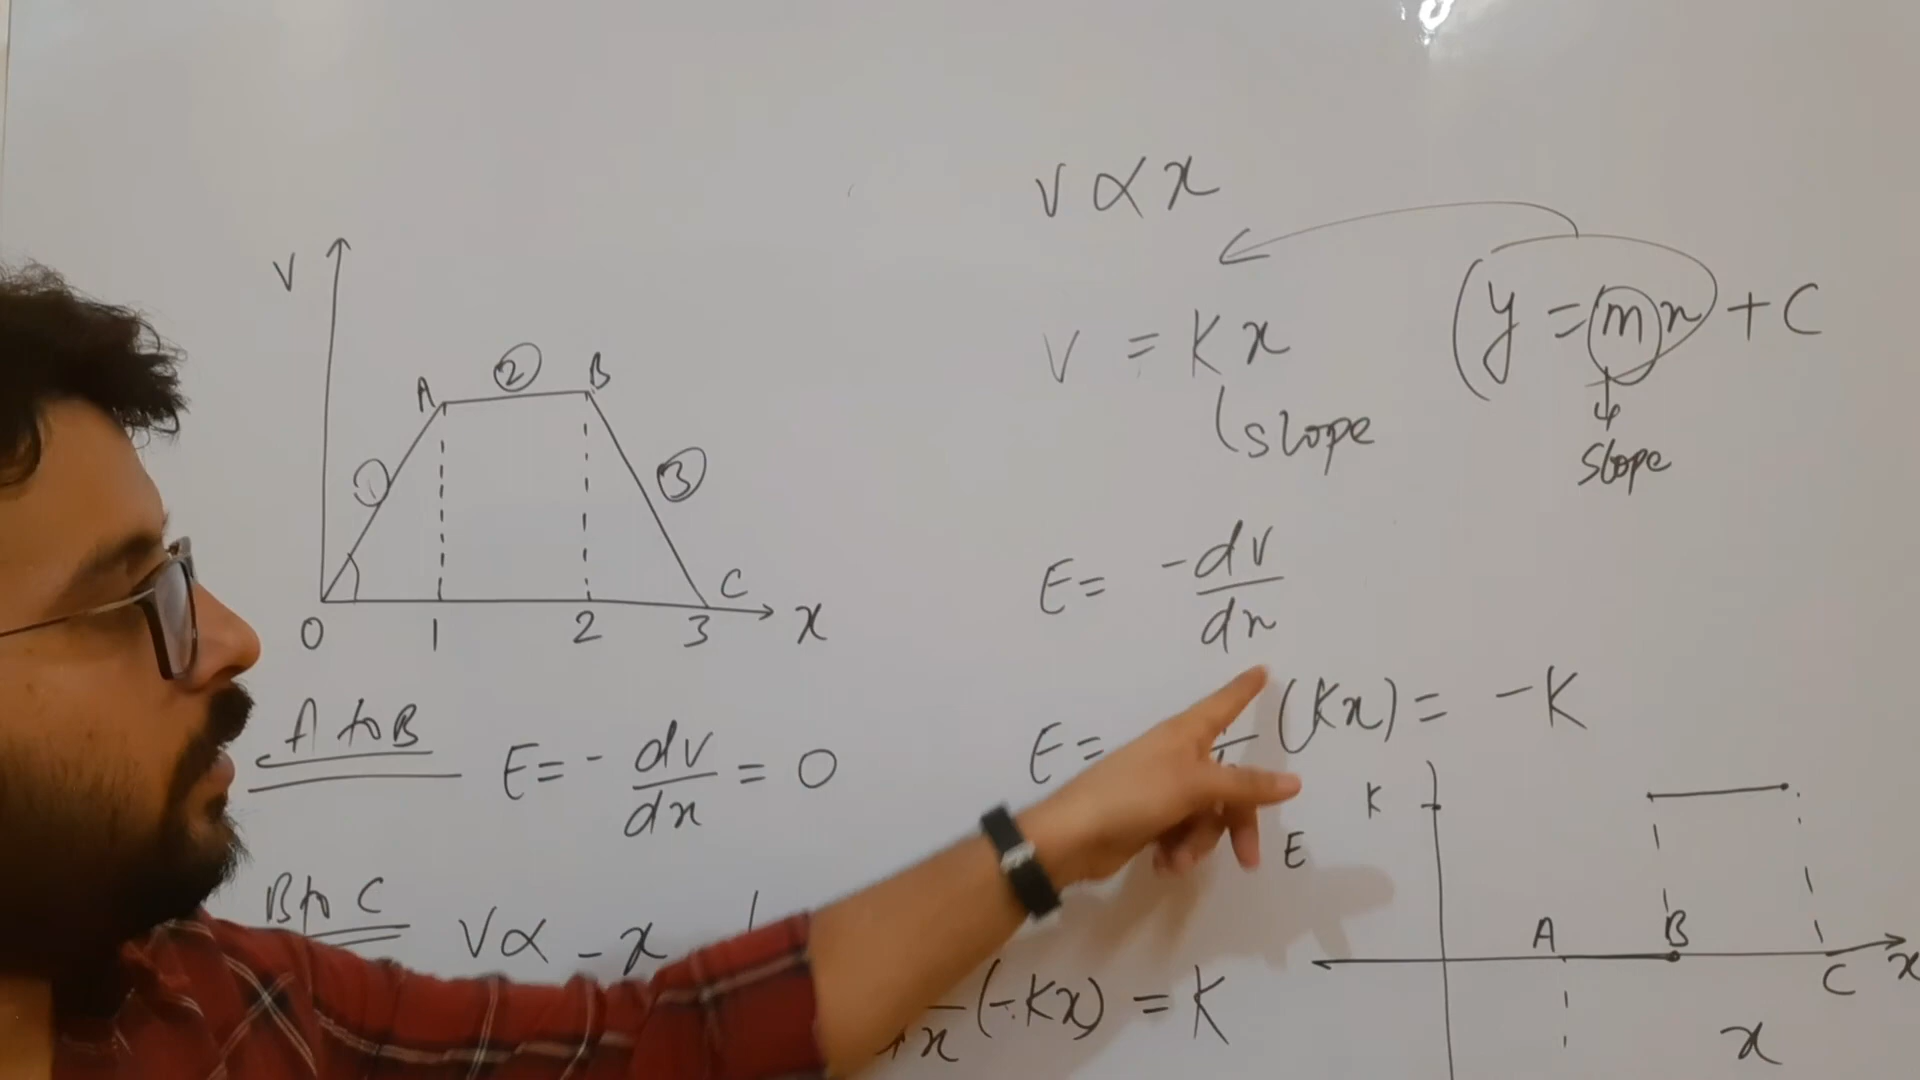 V
A
②
B
①
③
C
0
1
2
3
x
A to B
E = - dv/dx = 0
B to C
V ∝ - x
V ∝ x
V = Kx
slope
(y = mx) + C
slope
E = -dv/dx
E =
(Kx) = -K
(-Kx) = K
K
E
A
B
C
x
x